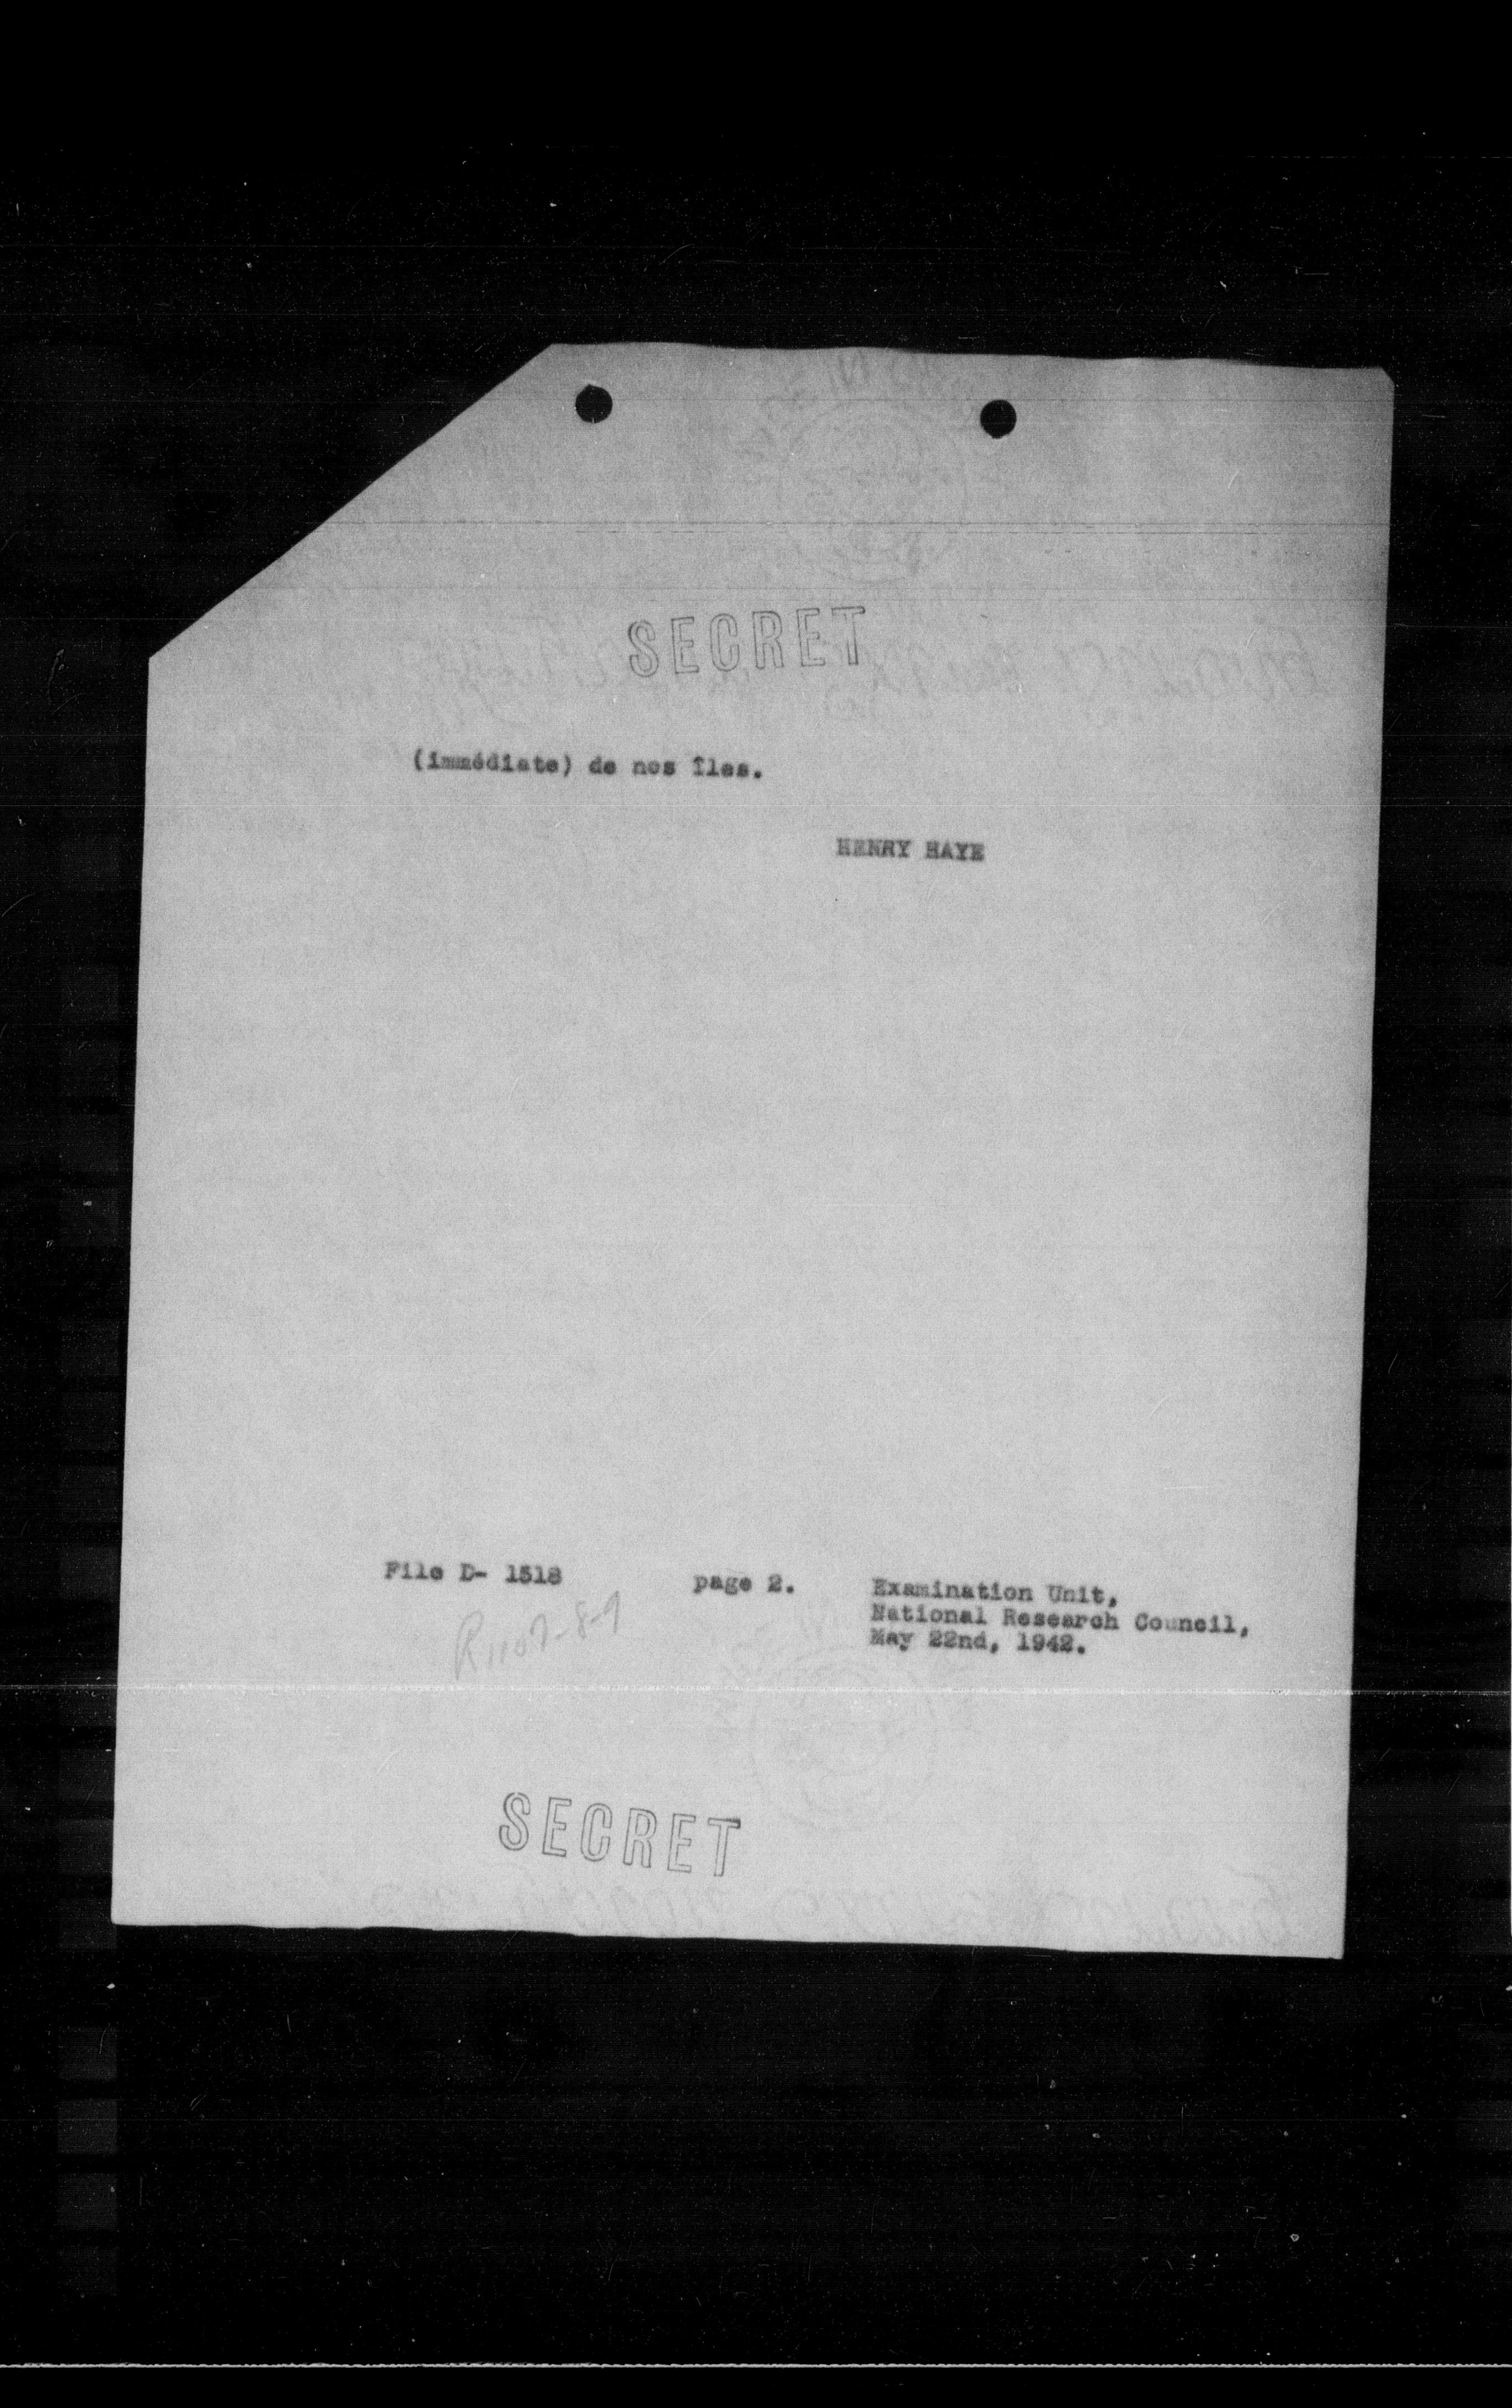 SECRET
(immédiate) de nos îles.
HENRY HAYE
File D- 1518 page 2. Examination Unit,
National Research Council,
May 22nd, 1942.
SECRET